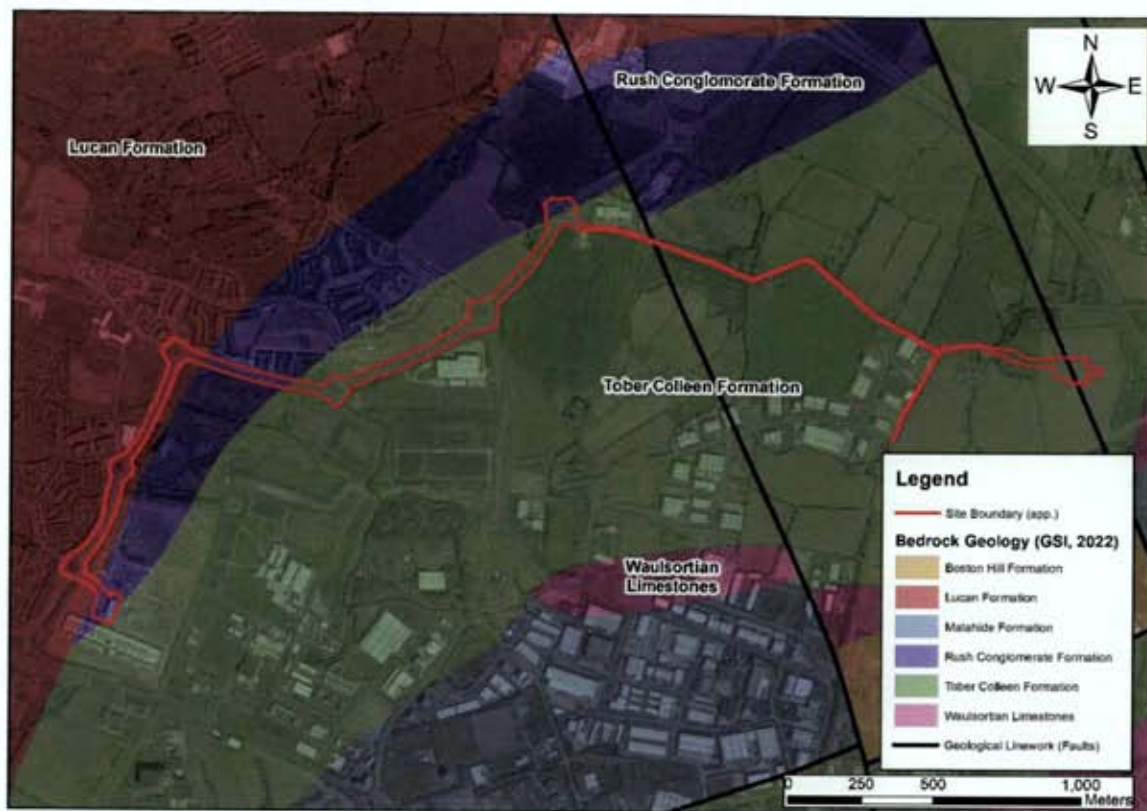 N
W E
S
Rush Conglomorate Formation
Lucan Formation
Tober Colleen Formation
Waulsortian
Limestones
Legend
Site Boundary (app.)
Bedrock Geology (GSI, 2022)
Boston Hill Formation
Lucan Formation
Malahide Formation
Rush Conglomerate Formation
Tober Colleen Formation
Waulsortian Limestones
Geological Linework (Faults)
0 250 500 1,000
Meters